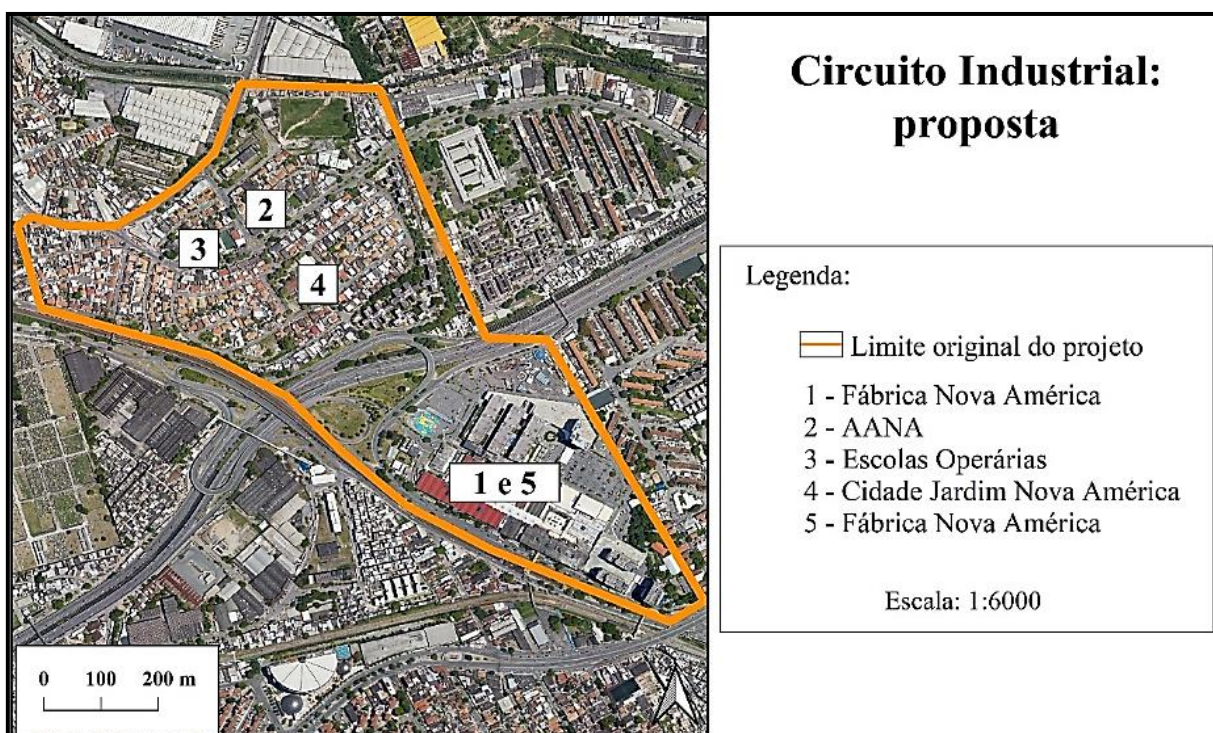 Circuito Industrial:
proposta
2
3
4
1 e 5
0 100 200 m
Legenda:
Limite original do projeto
1 - Fábrica Nova América
2 - AANA
3 - Escolas Operárias
4 - Cidade Jardim Nova América
5 - Fábrica Nova América
Escala: 1:6000